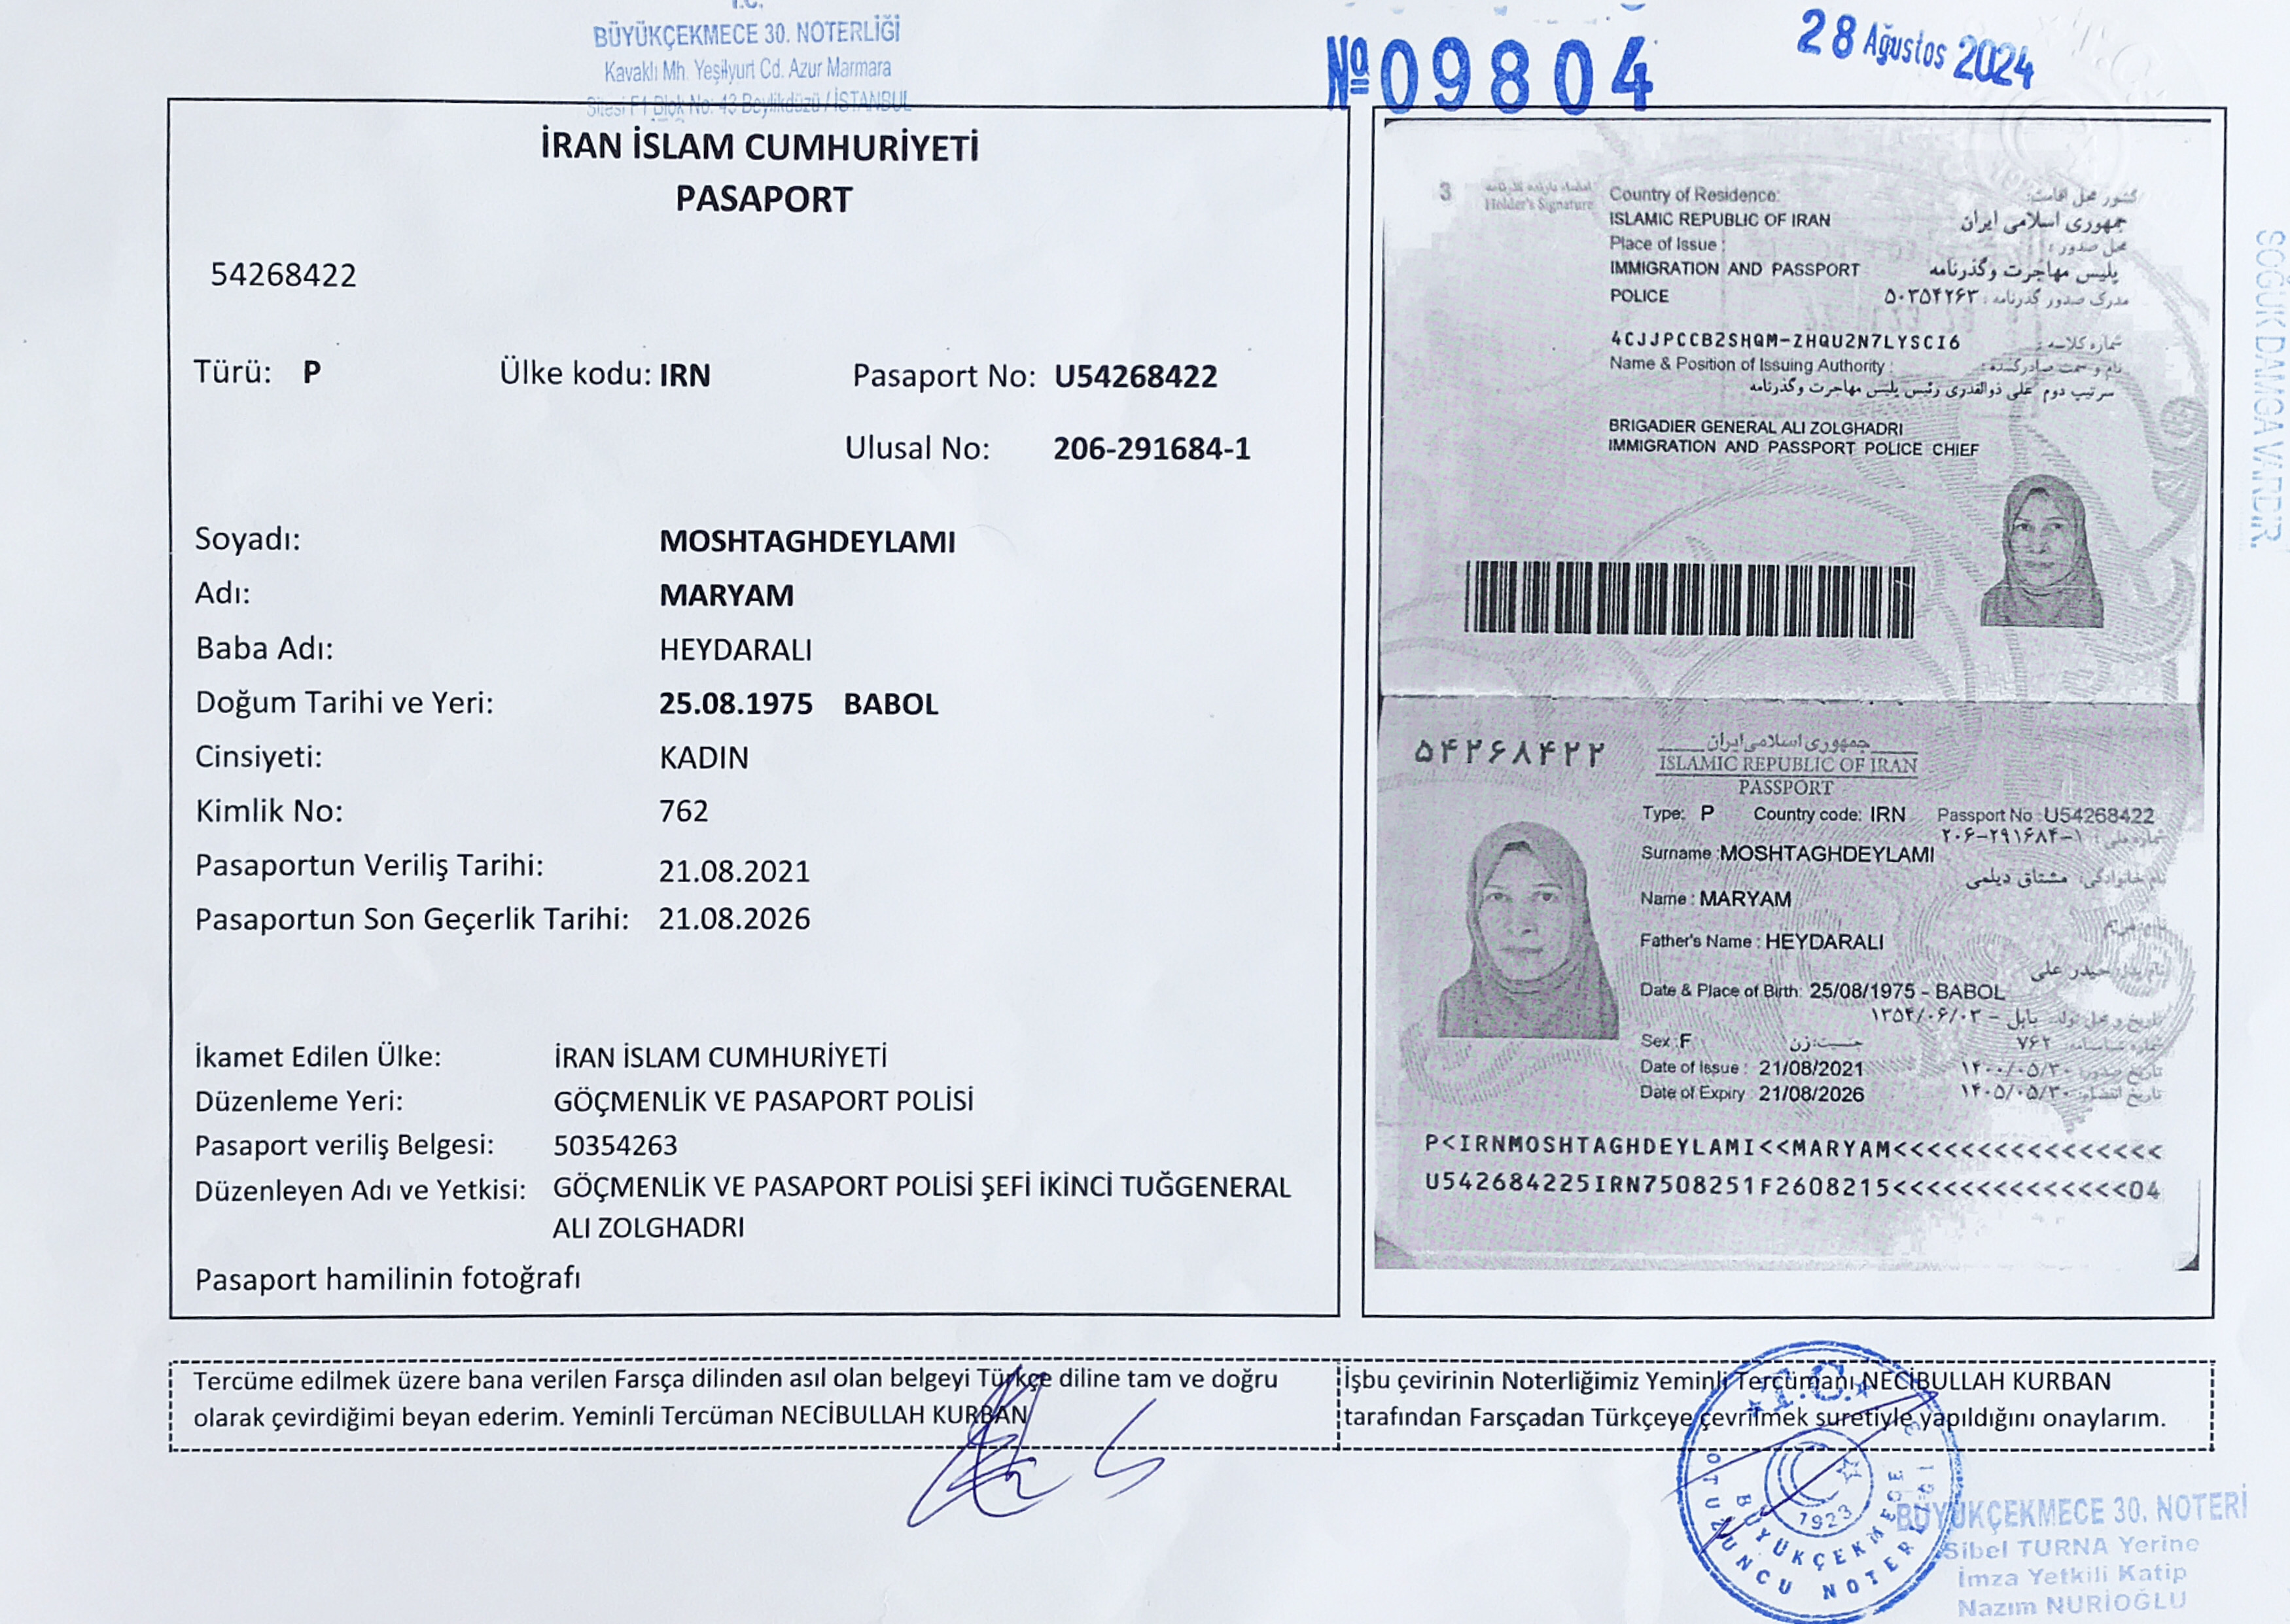 T.C.
BÜYÜKÇEKMECE 30. NOTERLİĞİ
Kavaklı Mh. Yeşilyurt Cd. Azur Marmara
Sitesi F1 Blok No: 43 Beylikdüzü / İSTANBUL
№ 09804
28 Ağustos 2024
İRAN İSLAM CUMHURİYETİ
PASAPORT
54268422
Türü: P Ülke kodu: IRN Pasaport No: U54268422
Ulusal No: 206-291684-1
Soyadı: MOSHTAGHDEYLAMI
Adı: MARYAM
Baba Adı: HEYDARALI
Doğum Tarihi ve Yeri: 25.08.1975 BABOL
Cinsiyeti: KADIN
Kimlik No: 762
Pasaportun Veriliş Tarihi: 21.08.2021
Pasaportun Son Geçerlik Tarihi: 21.08.2026
İkamet Edilen Ülke: İRAN İSLAM CUMHURİYETİ
Düzenleme Yeri: GÖÇMENLİK VE PASAPORT POLİSİ
Pasaport veriliş Belgesi: 50354263
Düzenleyen Adı ve Yetkisi: GÖÇMENLİK VE PASAPORT POLİSİ ŞEFİ İKİNCİ TUĞGENERAL
ALI ZOLGHADRI
Pasaport hamilinin fotoğrafı
3
امضاء دارنده گذرنامه
Holder's Signature
Country of Residence: کشور محل اقامت:
ISLAMIC REPUBLIC OF IRAN جمهوری اسلامی ایران
Place of Issue : محل صدور :
IMMIGRATION AND PASSPORT پلیس مهاجرت وگذرنامه
POLICE مدرک صدور گذرنامه : ۵۰۳۵۴۲۶۳
4CJJPCCB2SHQM-ZHQU2N7LYSCI6 شماره کلاسه :
Name & Position of Issuing Authority : نام و سمت صادرکننده :
سرتیپ دوم علی ذوالقدری رئیس پلیس مهاجرت وگذرنامه
BRIGADIER GENERAL ALI ZOLGHADRI
IMMIGRATION AND PASSPORT POLICE CHIEF
۵۴۲۶۸۴۲۲
جمهوری اسلامی ایران
ISLAMIC REPUBLIC OF IRAN
PASSPORT
Type: P Country code: IRN Passport No :U54268422
شماره ملی : ۲۰۶-۲۹۱۶۸۴-۱
Surname :MOSHTAGHDEYLAMI
نام خانوادگی: مشتاق دیلمی
Name : MARYAM
نام: مریم
Father's Name : HEYDARALI
نام پدر: حیدر علی
Date & Place of Birth: 25/08/1975 - BABOL
تاریخ و محل تولد: بابل - ۱۳۵۴/۰۶/۰۳
Sex :F جنسیت: زن شماره شناسنامه: ۷۶۲
Date of Issue : 21/08/2021 تاریخ صدور: ۱۴۰۰/۰۵/۳۰
Date of Expiry : 21/08/2026 تاریخ انقضاء: ۱۴۰۵/۰۵/۳۰
P<IRNMOSHTAGHDEYLAMI<<MARYAM<<<<<<<<<<<<<<<<
U542684225IRN7508251F2608215<<<<<<<<<<<<<<04
SOĞUK DAMGA VARDIR.
Tercüme edilmek üzere bana verilen Farsça dilinden asıl olan belgeyi Türkçe diline tam ve doğru
olarak çevirdiğimi beyan ederim. Yeminli Tercüman NECİBULLAH KURBAN
İşbu çevirinin Noterliğimiz Yeminli Tercümanı NECİBULLAH KURBAN
tarafından Farsçadan Türkçeye çevrilmek suretiyle yapıldığını onaylarım.
T.C.
BÜYÜKÇEKMECE
OTUZUNCU NOTERLİĞİ
1923
BÜYÜKÇEKMECE 30. NOTERİ
Sibel TURNA Yerine
İmza Yetkili Katip
Nazım NURİOĞLU